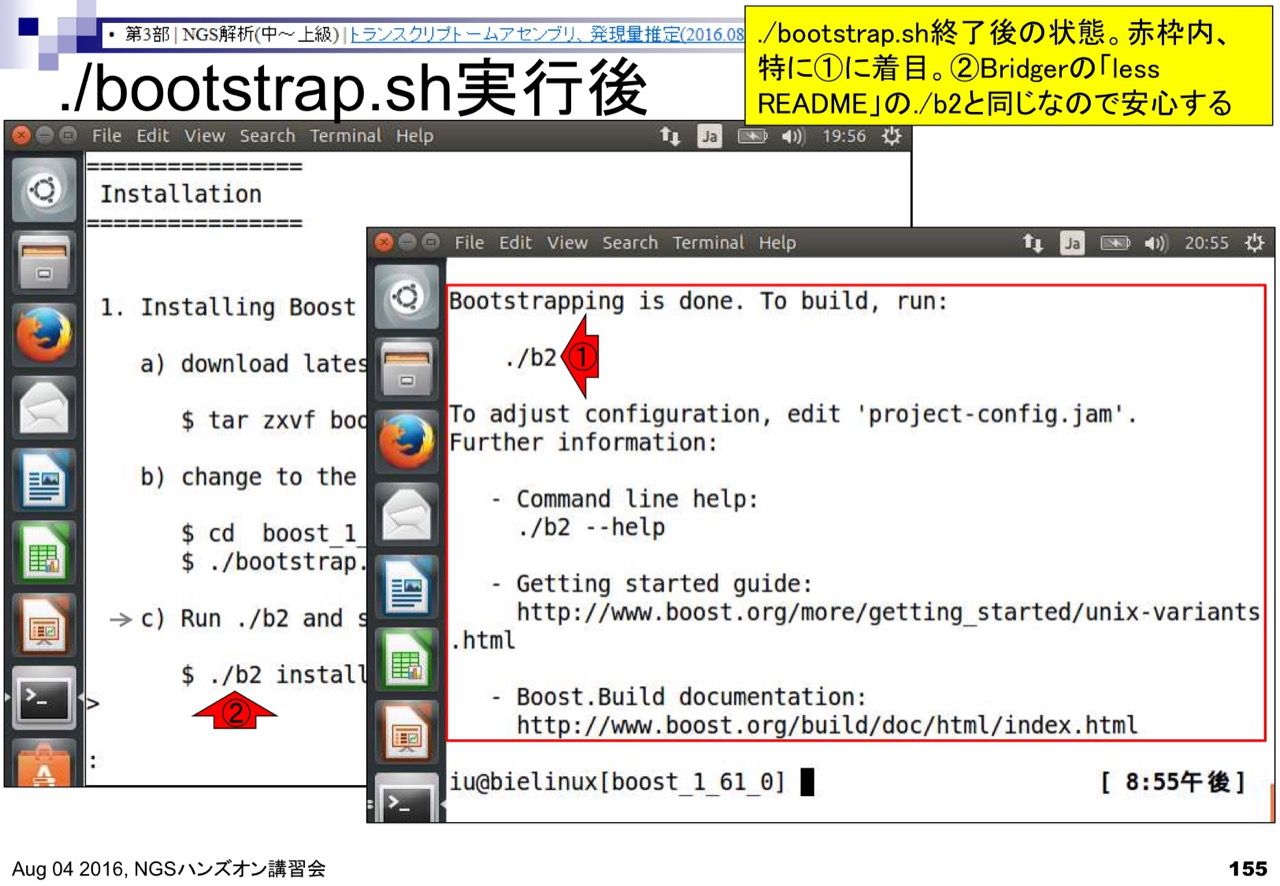 • 第3部 | NGS解析(中～上級) | トランスクリプトームアセンブリ、発現量推定(2016.08
./bootstrap.sh終了後の状態。赤枠内、
特に①に着目。②Bridgerの「less
README」の./b2と同じなので安心する
./bootstrap.sh実行後
File Edit View Search Terminal Help Ja 19:56
================
Installation
================
1. Installing Boost
a) download lates
$ tar zxvf boo
b) change to the
$ cd  boost_1_
$ ./bootstrap.
c) Run ./b2 and s
$ ./b2 install
②
>
:
File Edit View Search Terminal Help Ja 20:55
Bootstrapping is done. To build, run:
./b2 ①
To adjust configuration, edit 'project-config.jam'.
Further information:
- Command line help:
./b2 --help
- Getting started guide:
http://www.boost.org/more/getting_started/unix-variants
.html
- Boost.Build documentation:
http://www.boost.org/build/doc/html/index.html
iu@bielinux[boost_1_61_0] [ 8:55午後]
Aug 04 2016, NGSハンズオン講習会
155